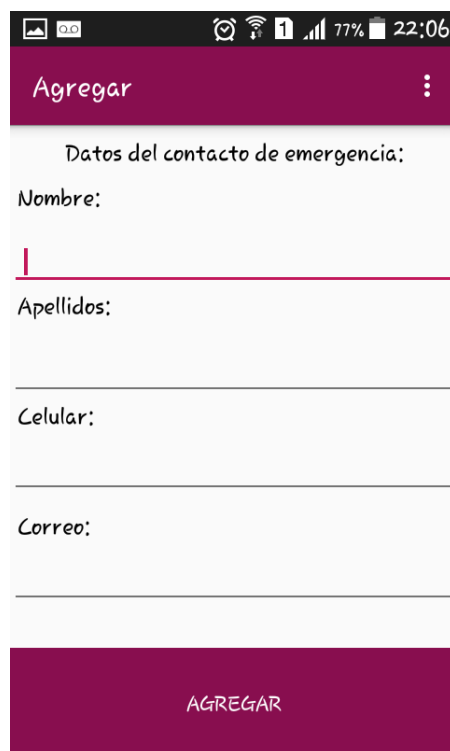 1 77% 22:06
Agregar
Datos del contacto de emergencia:
Nombre:
Apellidos:
Celular:
Correo:
AGREGAR